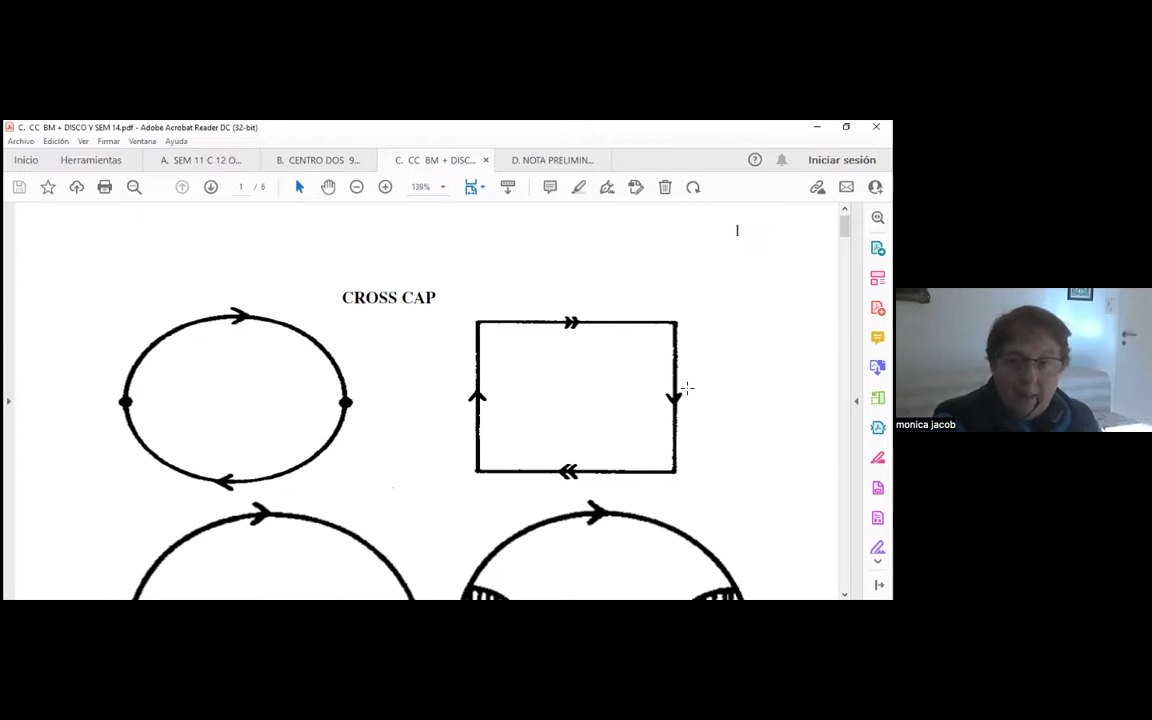 C. CC BM + DISCO Y SEM 14.pdf - Adobe Acrobat Reader DC (32-bit)
Archivo Edición Ver Firmar Ventana Ayuda
Inicio Herramientas A. SEM 11 C 12 O... B. CENTRO DOS 9... C. CC BM + DISC... × D. NOTA PRELIMIN... Iniciar sesión
1 / 6 139%
1
CROSS CAP
monica jacob